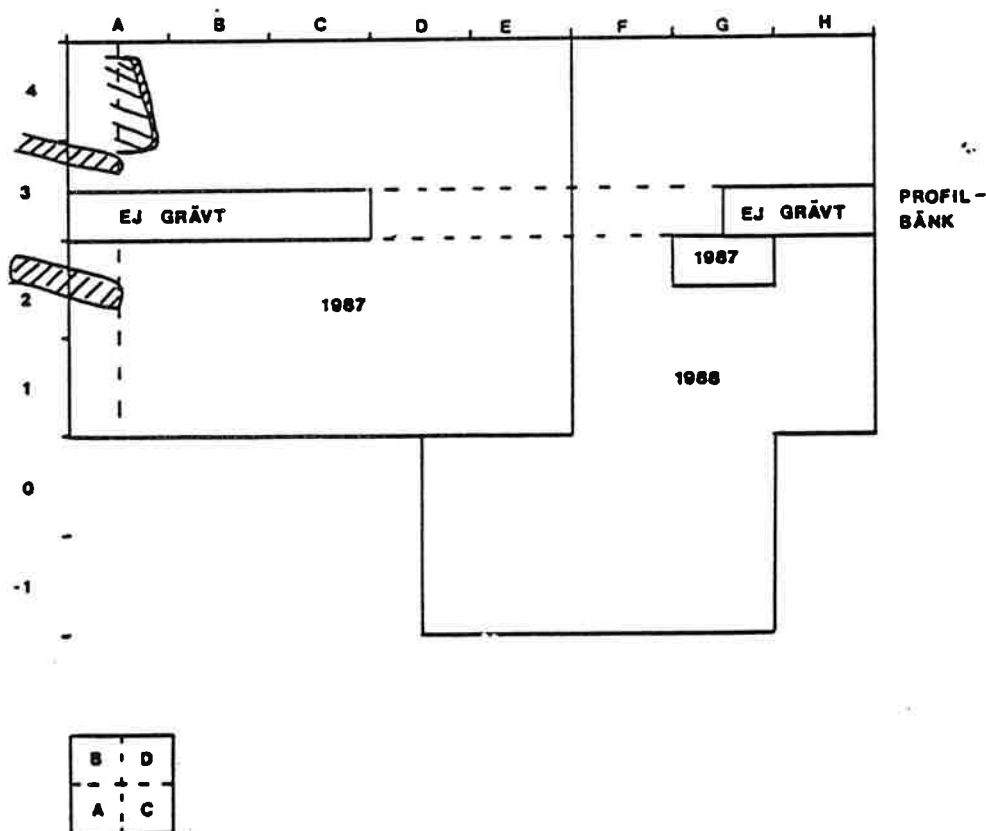 A B C D E F G H
4
3
EJ GRÄVT
EJ GRÄVT
PROFIL-
BÄNK
1987
2
1987
1
1988
0
-1
B D
A C